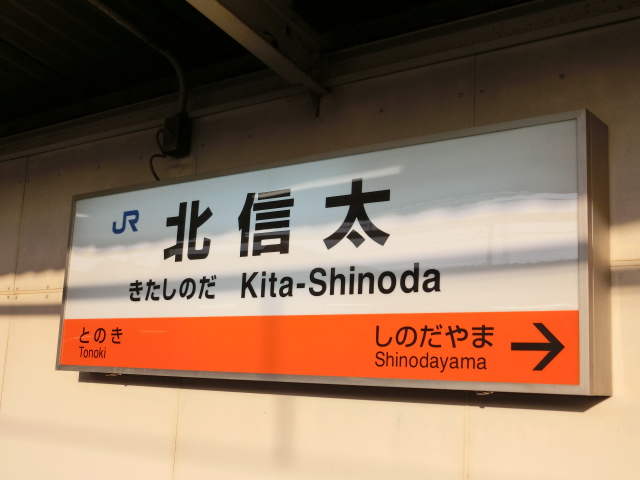 JR 北信太
きたしのだ Kita-Shinoda
とのき しのだやま →
Tonoki Shinodayama